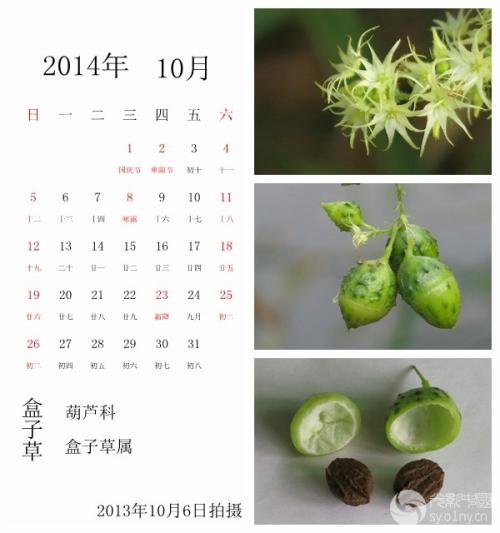 2014年 10月
日 一 二 三 四 五 六
1 2 3 4
国庆节 重阳节 初十 十一
5 6 7 8 9 10 11
十二 十三 十四 寒露 十六 十七 十八
12 13 14 15 16 17 18
十九 二十 廿一 廿二 廿三 廿四 廿五
19 20 21 22 23 24 25
廿六 廿七 廿八 廿九 霜降 九月 初二
26 27 28 29 30 31
初三 初四 初五 初六 初七 初八
盒子草
葫芦科
盒子草属
2013年10月6日拍摄
sy.olny.cn